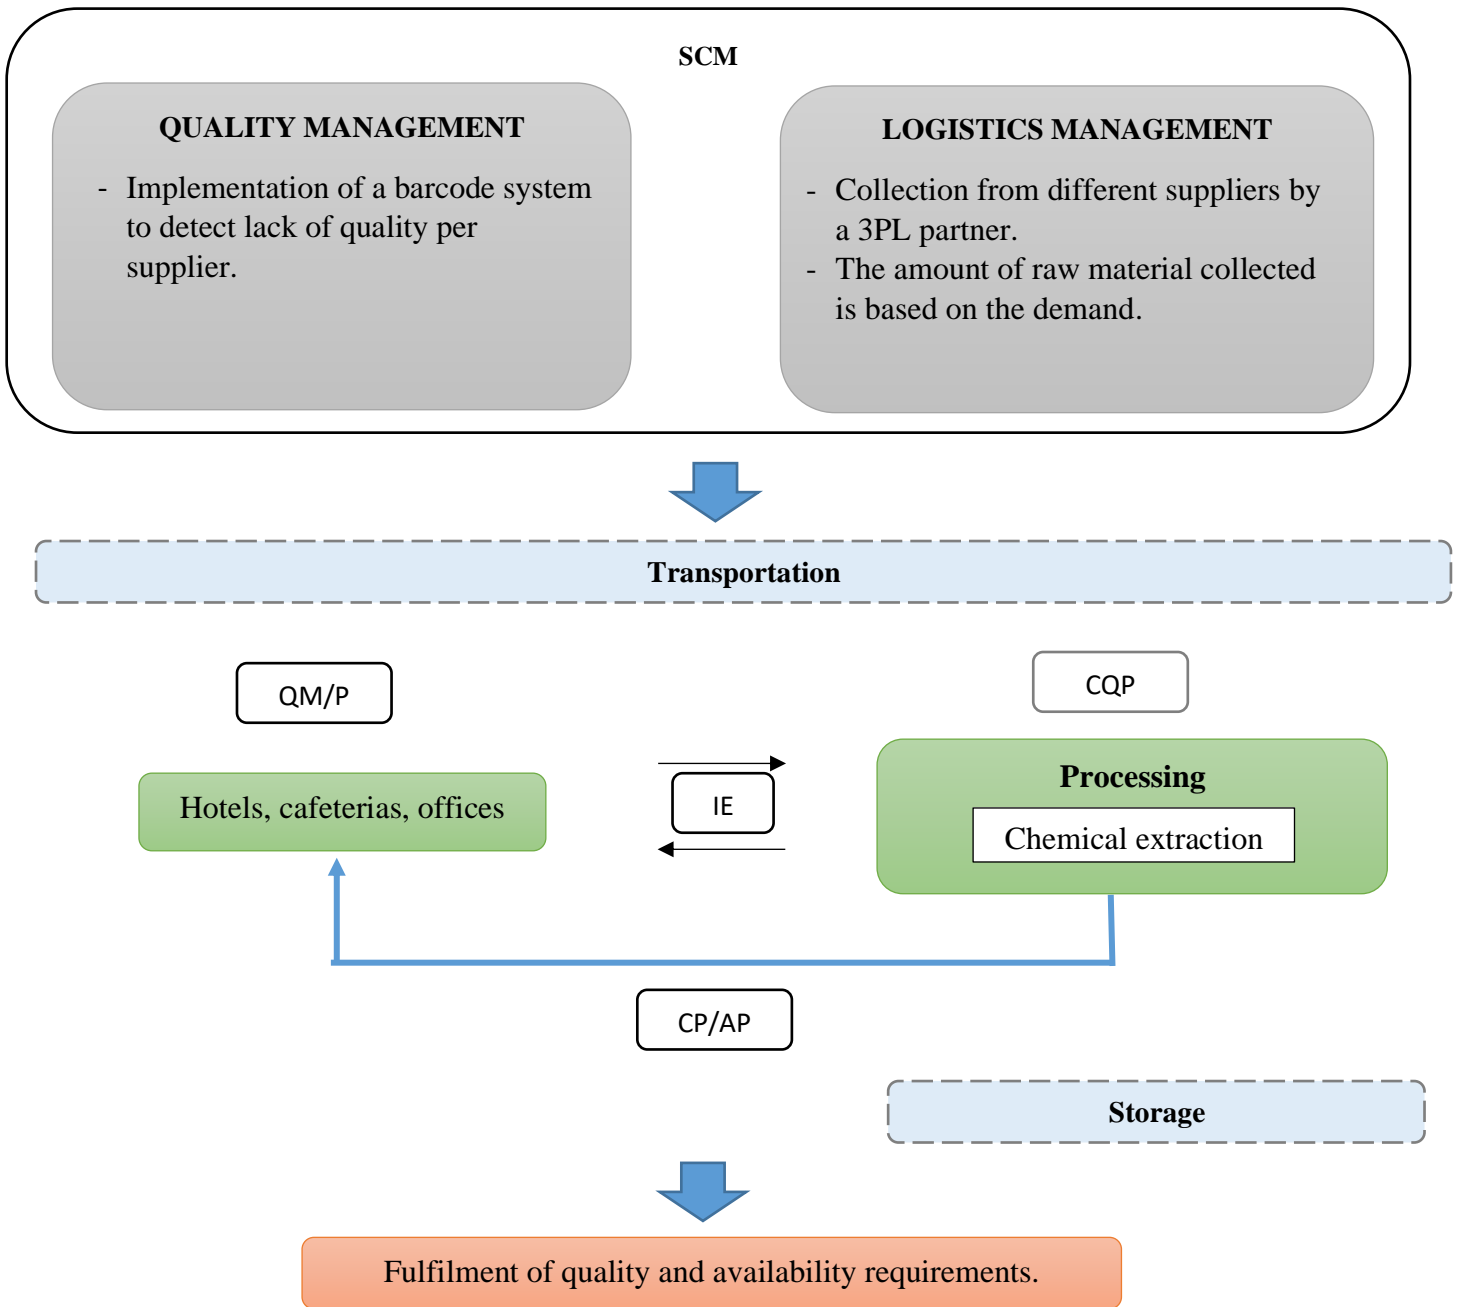 SCM
QUALITY MANAGEMENT
- Implementation of a barcode system
to detect lack of quality per
supplier.
LOGISTICS MANAGEMENT
- Collection from different suppliers by
a 3PL partner.
- The amount of raw material collected
is based on the demand.
Transportation
QM/P
CQP
Hotels, cafeterias, offices
IE
Processing
Chemical extraction
CP/AP
Storage
Fulfilment of quality and availability requirements.